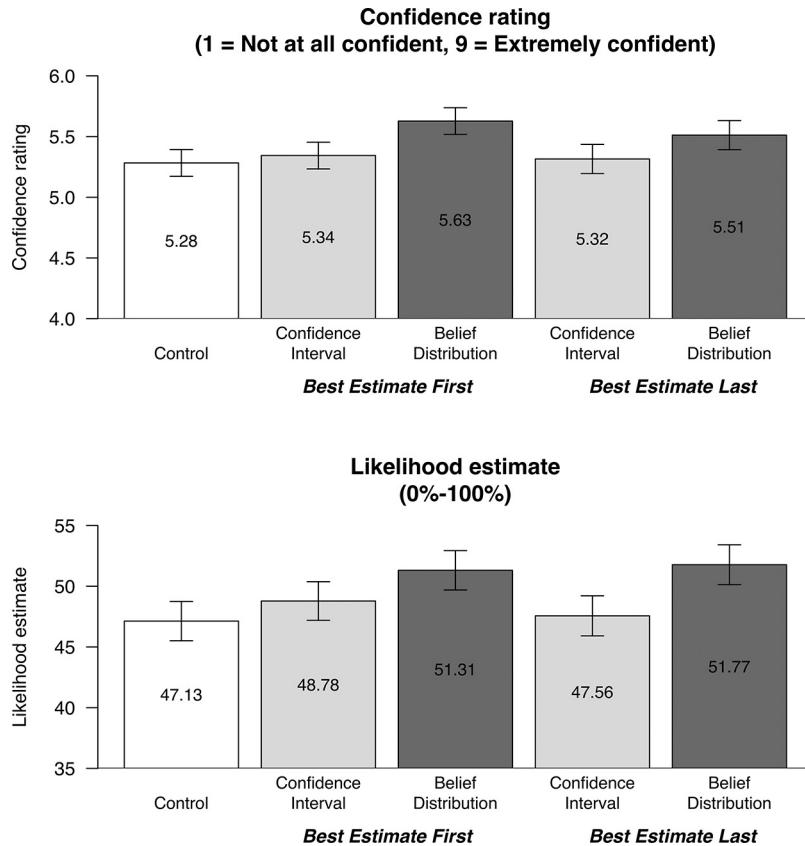 Confidence rating
(1 = Not at all confident, 9 = Extremely confident)
Confidence rating
6.0
5.5
5.0
4.5
4.0
5.28
5.34
5.63
5.32
5.51
Control
Confidence
Interval
Belief
Distribution
Confidence
Interval
Belief
Distribution
Best Estimate First
Best Estimate Last
Likelihood estimate
(0%-100%)
Likelihood estimate
55
50
45
40
35
47.13
48.78
51.31
47.56
51.77
Control
Confidence
Interval
Belief
Distribution
Confidence
Interval
Belief
Distribution
Best Estimate First
Best Estimate Last